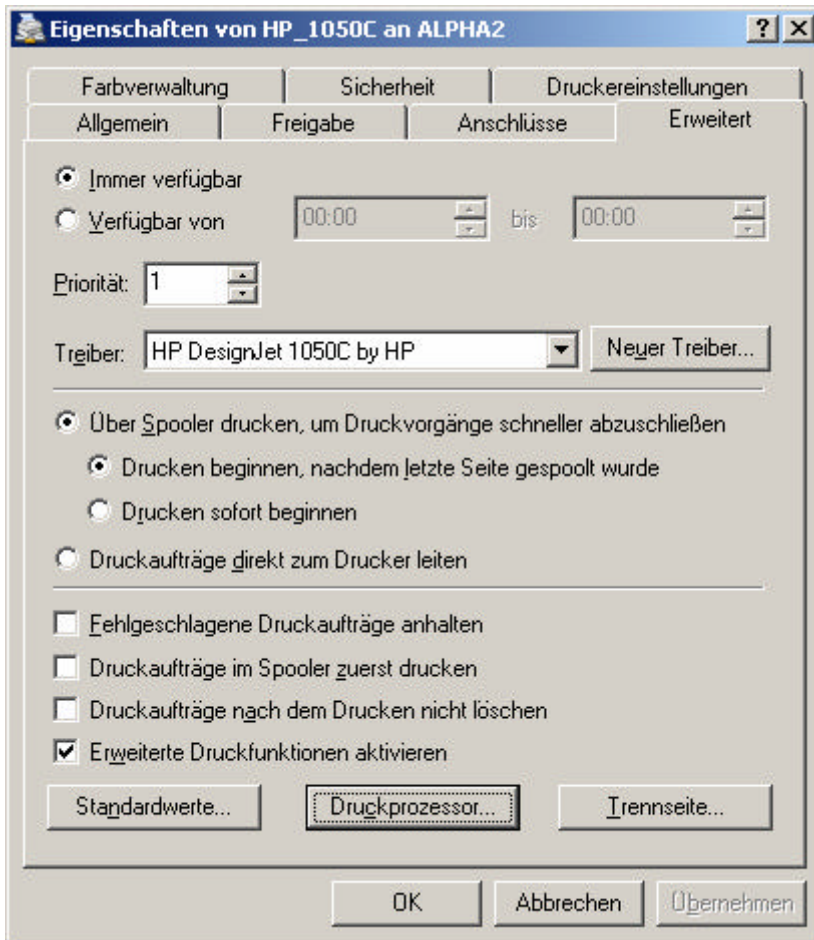 Eigenschaften von HP_1050C an ALPHA2
Farbverwaltung Sicherheit Druckereinstellungen
Allgemein Freigabe Anschlüsse Erweitert
Immer verfügbar
Verfügbar von 00:00 bis 00:00
Priorität: 1
Treiber: HP DesignJet 1050C by HP Neuer Treiber...
Über Spooler drucken, um Druckvorgänge schneller abzuschließen
Drucken beginnen, nachdem letzte Seite gespoolt wurde
Drucken sofort beginnen
Druckaufträge direkt zum Drucker leiten
Fehlgeschlagene Druckaufträge anhalten
Druckaufträge im Spooler zuerst drucken
Druckaufträge nach dem Drucken nicht löschen
Erweiterte Druckfunktionen aktivieren
Standardwerte... Druckprozessor... Trennseite...
OK Abbrechen Übernehmen